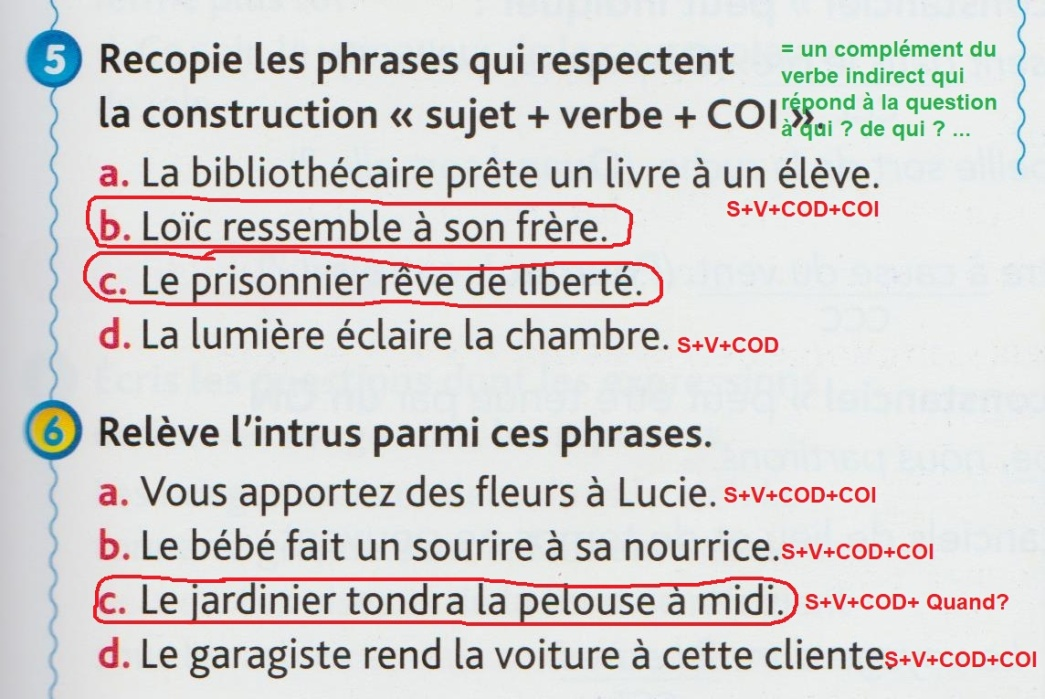 5 Recopie les phrases qui respectent
la construction « sujet + verbe + COI ».
= un complément du
verbe indirect qui
répond à la question
à qui ? de qui ? ...
a. La bibliothécaire prête un livre à un élève.
S+V+COD+COI
b. Loïc ressemble à son frère.
c. Le prisonnier rêve de liberté.
d. La lumière éclaire la chambre. S+V+COD
6 Relève l'intrus parmi ces phrases.
a. Vous apportez des fleurs à Lucie. S+V+COD+COI
b. Le bébé fait un sourire à sa nourrice. S+V+COD+COI
c. Le jardinier tondra la pelouse à midi. S+V+COD+ Quand?
d. Le garagiste rend la voiture à cette cliente. S+V+COD+COI